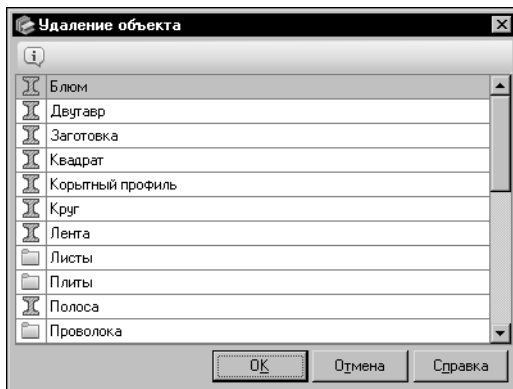 Удаление объекта
Блюм
Двутавр
Заготовка
Квадрат
Корытный профиль
Круг
Лента
Листы
Плиты
Полоса
Проволока
OK Отмена Справка